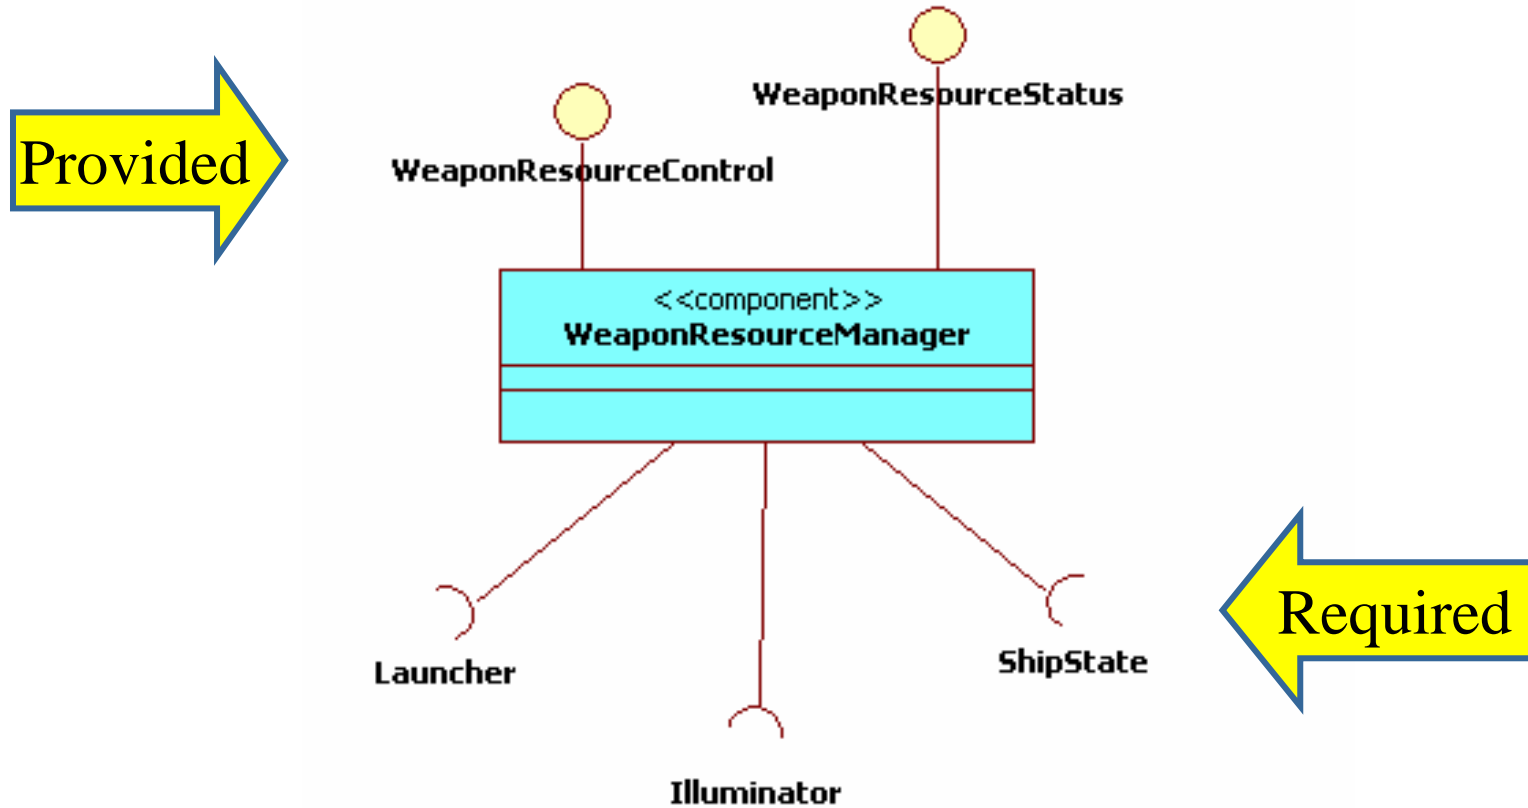 WeaponResourceStatus
Provided
WeaponResourceControl
<<component>>
WeaponResourceManager
Required
Launcher
ShipState
Illuminator